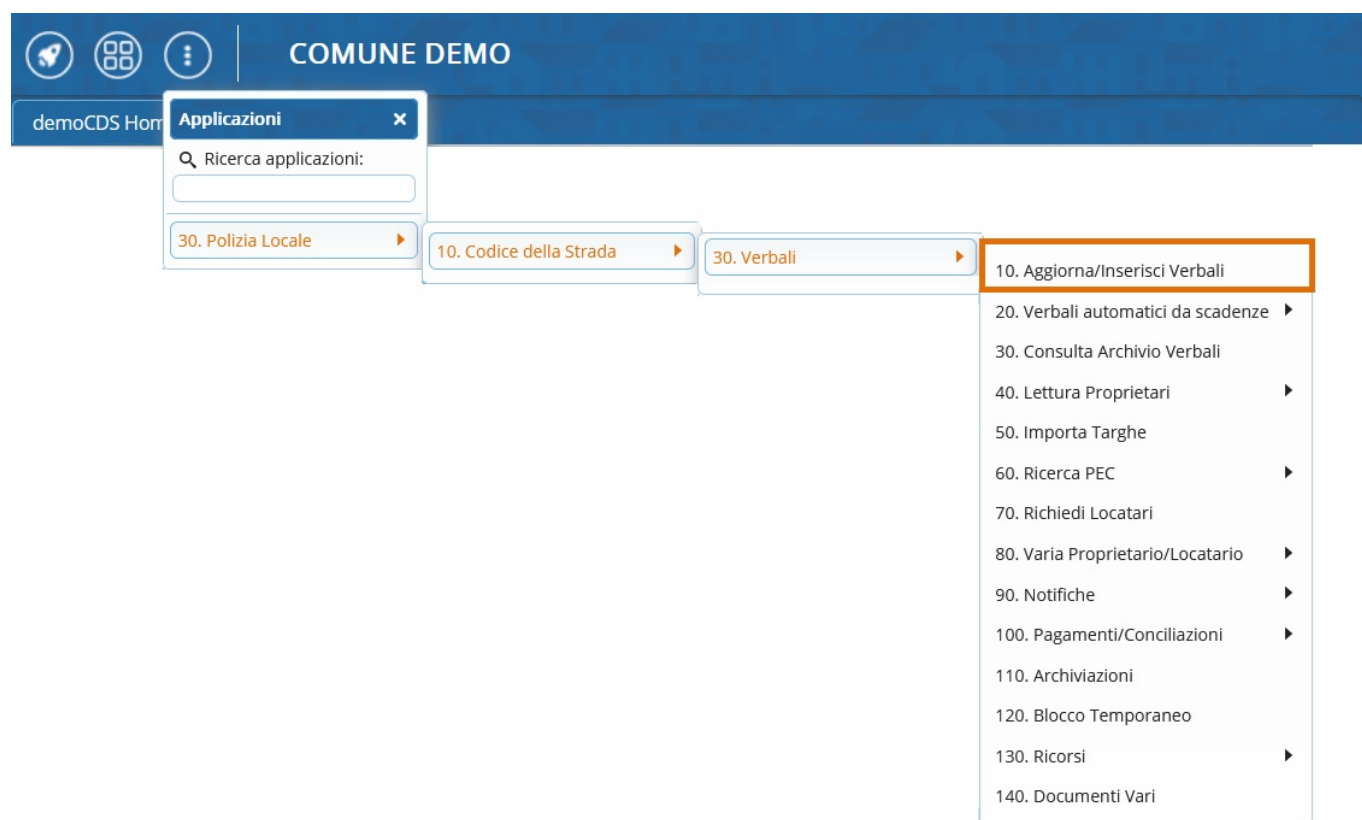 COMUNE DEMO
demoCDS Hom
Applicazioni
Ricerca applicazioni:
30. Polizia Locale
10. Codice della Strada
30. Verbali
10. Aggiorna/Inserisci Verbali
20. Verbali automatici da scadenze
30. Consulta Archivio Verbali
40. Lettura Proprietari
50. Importa Targhe
60. Ricerca PEC
70. Richiedi Locatari
80. Varia Proprietario/Locatario
90. Notifiche
100. Pagamenti/Conciliazioni
110. Archiviazioni
120. Blocco Temporaneo
130. Ricorsi
140. Documenti Vari